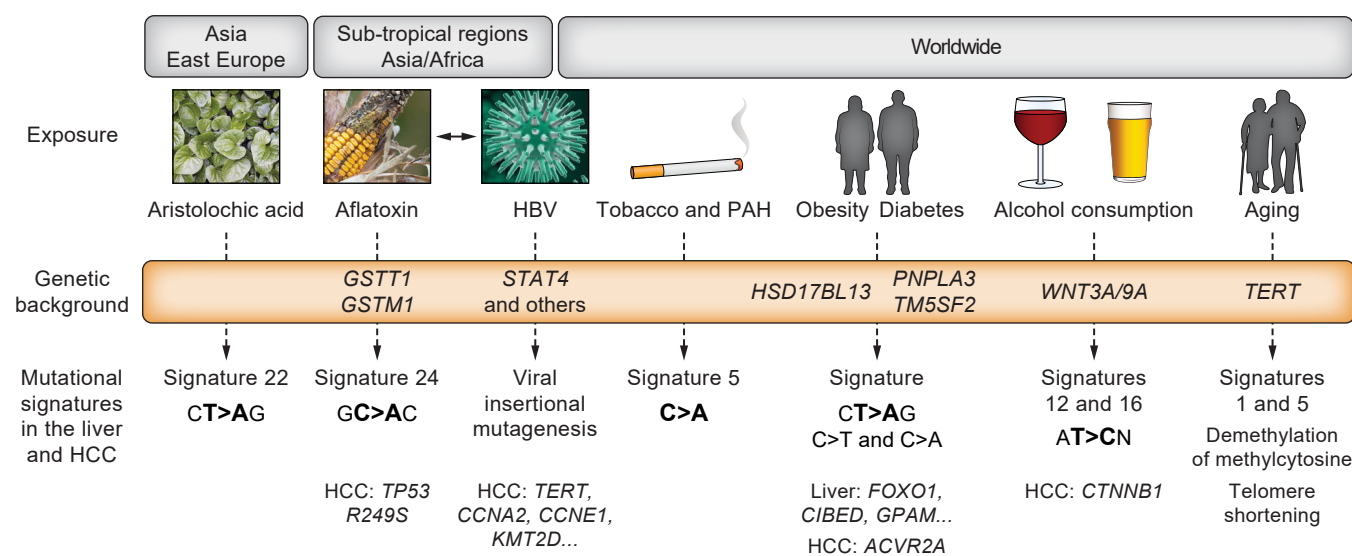 Asia
East Europe
Sub-tropical regions
Asia/Africa
Worldwide
Exposure
Aristolochic acid
Aflatoxin
HBV
Tobacco and PAH
Obesity Diabetes
Alcohol consumption
Aging
Genetic
background
GSTT1
GSTM1
STAT4
and others
HSD17BL13
PNPLA3
TM5SF2
WNT3A/9A
TERT
Mutational
signatures
in the liver
and HCC
Signature 22
CT>AG
Signature 24
GC>AC
HCC: TP53
R249S
Viral
insertional
mutagenesis
HCC: TERT,
CCNA2, CCNE1,
KMT2D...
Signature 5
C>A
Signature
CT>AG
C>T and C>A
Liver: FOXO1,
CIBED, GPAM...
HCC: ACVR2A
Signatures
12 and 16
AT>CN
HCC: CTNNB1
Signatures
1 and 5
Demethylation
of methylcytosine
Telomere
shortening